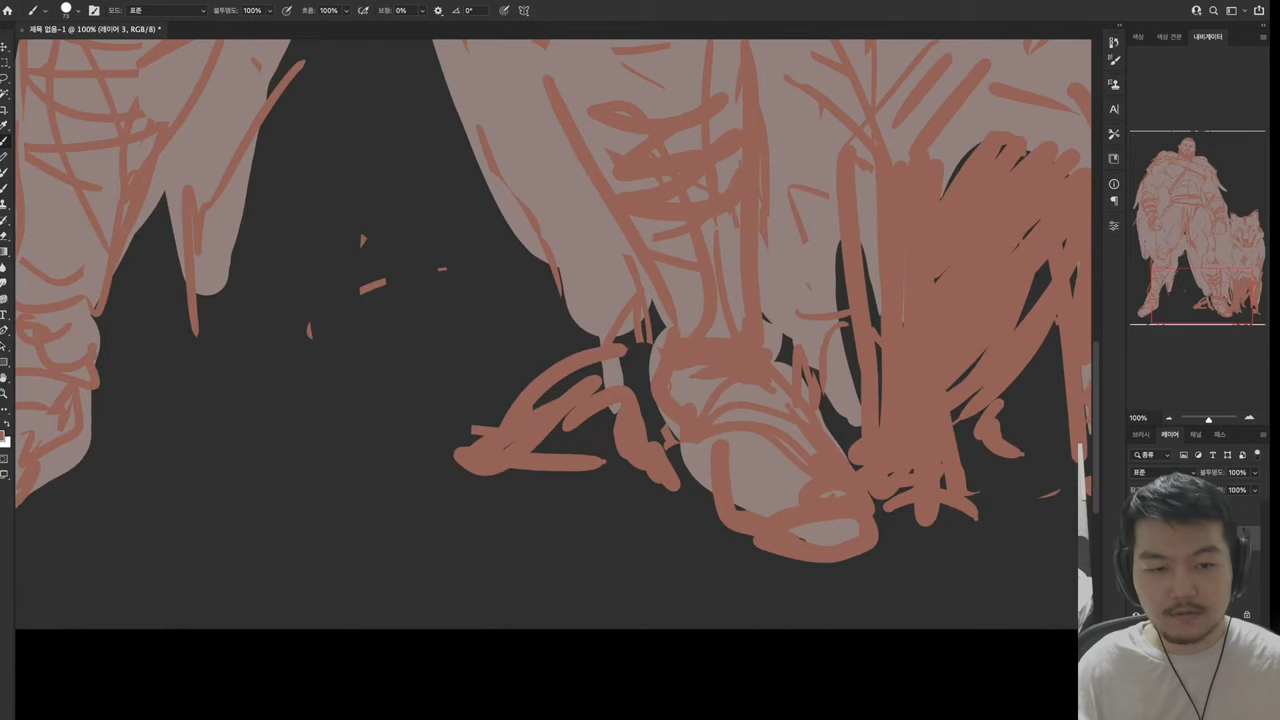 73 모드: 표준 불투명도: 100% 흐름: 100% 보정: 0% 0°
× 제목 없음-1 @ 100% (레이어 3, RGB/8) *
색상 색상 견본 내비게이터
100%
브러시 레이어 채널 패스
종류
표준 불투명도: 100%
100%